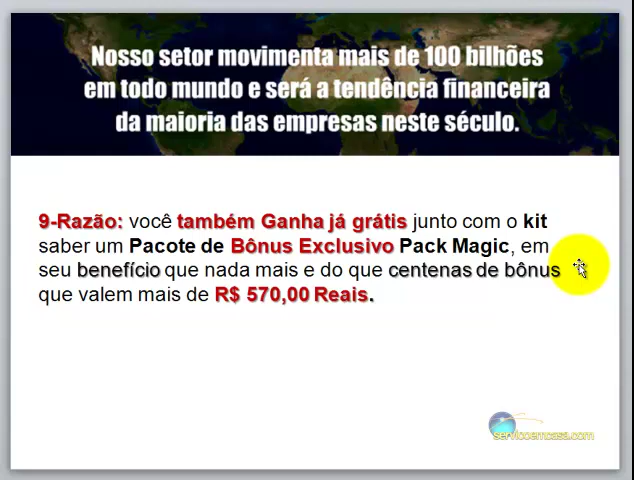 Nosso setor movimenta mais de 100 bilhões
em todo mundo e será a tendência financeira
da maioria das empresas neste século.
9-Razão: você também Ganha já grátis junto com o kit
saber um Pacote de Bônus Exclusivo Pack Magic, em
seu benefício que nada mais e do que centenas de bônus
que valem mais de R$ 570,00 Reais.
servicoemcasa.com